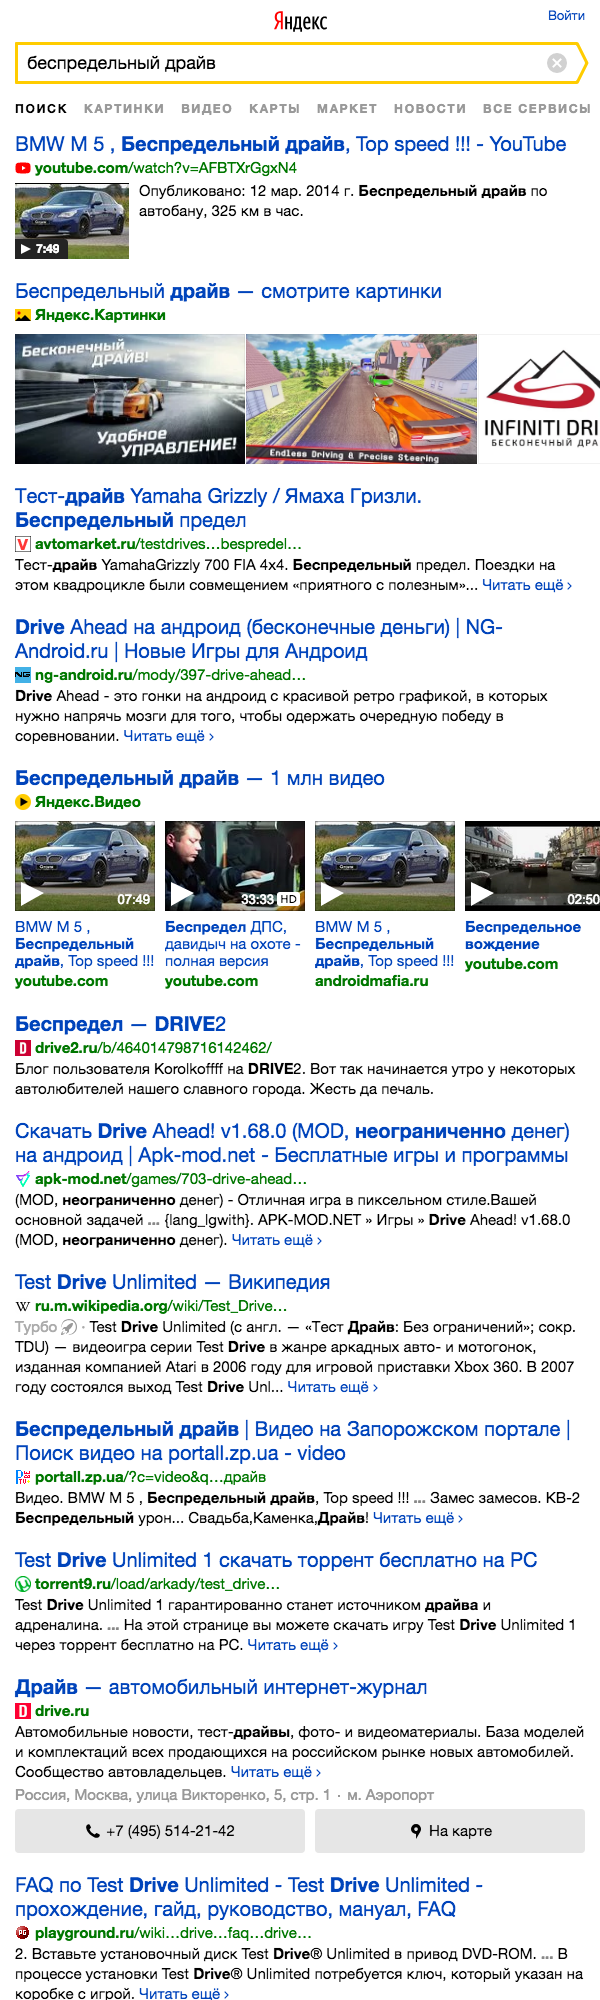 Яндекс
Войти
беспредельный драйв
ПОИСК КАРТИНКИ ВИДЕО КАРТЫ МАРКЕТ НОВОСТИ ВСЕ СЕРВИСЫ
BMW M 5 , Беспредельный драйв, Top speed !!! - YouTube
youtube.com/watch?v=AFBTXrGgxN4
Опубликовано: 12 мар. 2014 г. Беспредельный драйв по
автобану, 325 км в час.
7:49
Беспредельный драйв — смотрите картинки
Яндекс.Картинки
Бесконечный
ДРАЙВ!
Удобное
УПРАВЛЕНИЕ!
Endless Driving & Precise Steering
INFINITI DRI
БЕСКОНЕЧНЫЙ ДРА
Тест-драйв Yamaha Grizzly / Ямаха Гризли.
Беспредельный предел
avtomarket.ru/testdrives...bespredel...
Тест-драйв YamahaGrizzly 700 FIA 4x4. Беспредельный предел. Поездки на
этом квадроцикле были совмещением «приятного с полезным»... Читать ещё ›
Drive Ahead на андроид (бесконечные деньги) | NG-
Android.ru | Новые Игры для Андроид
NG ng-android.ru/mody/397-drive-ahead...
Drive Ahead - это гонки на андроид с красивой ретро графикой, в которых
нужно напрячь мозги для того, чтобы одержать очередную победу в
соревновании. Читать ещё ›
Беспредельный драйв — 1 млн видео
Яндекс.Видео
07:49 33:33 HD 02:50
BMW M 5 ,
Беспредельный
драйв, Top speed !!!
youtube.com
Беспредел ДПС,
давидыч на охоте -
полная версия
youtube.com
BMW M 5 ,
Беспредельный
драйв, Top speed !!!
androidmafia.ru
Беспредельное
вождение
youtube.com
Беспредел — DRIVE2
D drive2.ru/b/464014798716142462/
Блог пользователя Korolkoffff на DRIVE2. Вот так начинается утро у некоторых
автолюбителей нашего славного города. Жесть да печаль.
Скачать Drive Ahead! v1.68.0 (MOD, неограниченно денег)
на андроид | Apk-mod.net - Бесплатные игры и программы
apk-mod.net/games/703-drive-ahead...
(MOD, неограниченно денег) - Отличная игра в пиксельном стиле.Вашей
основной задачей ... {lang_lgwith}. APK-MOD.NET » Игры » Drive Ahead! v1.68.0
(MOD, неограниченно денег). Читать ещё ›
Test Drive Unlimited — Википедия
W ru.m.wikipedia.org/wiki/Test_Drive...
Турбо · Test Drive Unlimited (с англ. — «Тест Драйв: Без ограничений»; сокр.
TDU) — видеоигра серии Test Drive в жанре аркадных авто- и мотогонок,
изданная компанией Atari в 2006 году для игровой приставки Xbox 360. В 2007
году состоялся выход Test Drive Unl... Читать ещё ›
Беспредельный драйв | Видео на Запорожском портале |
Поиск видео на portall.zp.ua - video
portall.zp.ua/?c=video&q...драйв
Видео. BMW M 5 , Беспредельный драйв, Top speed !!! ... Замес замесов. КВ-2
Беспредельный урон... Свадьба,Каменка,Драйв! Читать ещё ›
Test Drive Unlimited 1 скачать торрент бесплатно на PC
torrent9.ru/load/arkady/test_drive...
Test Drive Unlimited 1 гарантированно станет источником драйва и
адреналина. ... На этой странице вы можете скачать игру Test Drive Unlimited 1
через торрент бесплатно на PC. Читать ещё ›
Драйв — автомобильный интернет-журнал
D drive.ru
Автомобильные новости, тест-драйвы, фото- и видеоматериалы. База моделей
и комплектаций всех продающихся на российском рынке новых автомобилей.
Сообщество автовладельцев. Читать ещё ›
Россия, Москва, улица Викторенко, 5, стр. 1 · м. Аэропорт
+7 (495) 514-21-42
На карте
FAQ по Test Drive Unlimited - Test Drive Unlimited -
прохождение, гайд, руководство, мануал, FAQ
PG playground.ru/wiki...drive...faq...drive...
2. Вставьте установочный диск Test Drive® Unlimited в привод DVD-ROM. ... В
процессе установки Test Drive® Unlimited потребуется ключ, который указан на
коробке с игрой. Читать ещё ›